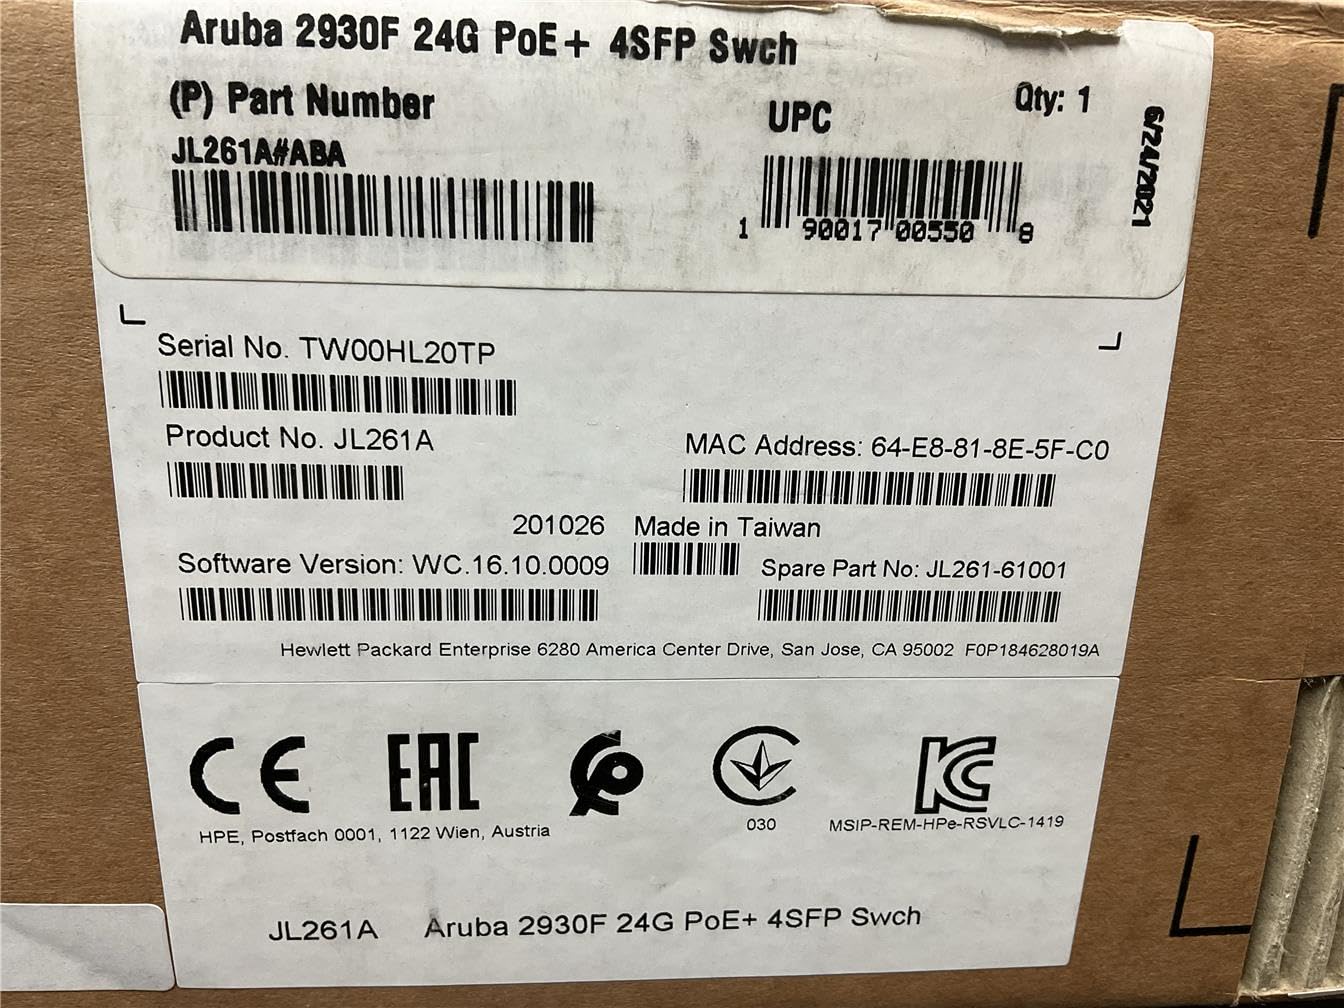 Aruba 2930F 24G PoE+ 4SFP Swch
(P) Part Number
JL261A#ABA
UPC
Qty: 1
6/24/2021
1 90017 00550 8
Serial No. TW00HL20TP
Product No. JL261A
MAC Address: 64-E8-81-8E-5F-C0
201026 Made in Taiwan
Software Version: WC.16.10.0009
Spare Part No: JL261-61001
Hewlett Packard Enterprise 6280 America Center Drive, San Jose, CA 95002 F0P184628019A
CE EAC
HPE, Postfach 0001, 1122 Wien, Austria
030
MSIP-REM-HPe-RSVLC-1419
JL261A Aruba 2930F 24G PoE+ 4SFP Swch